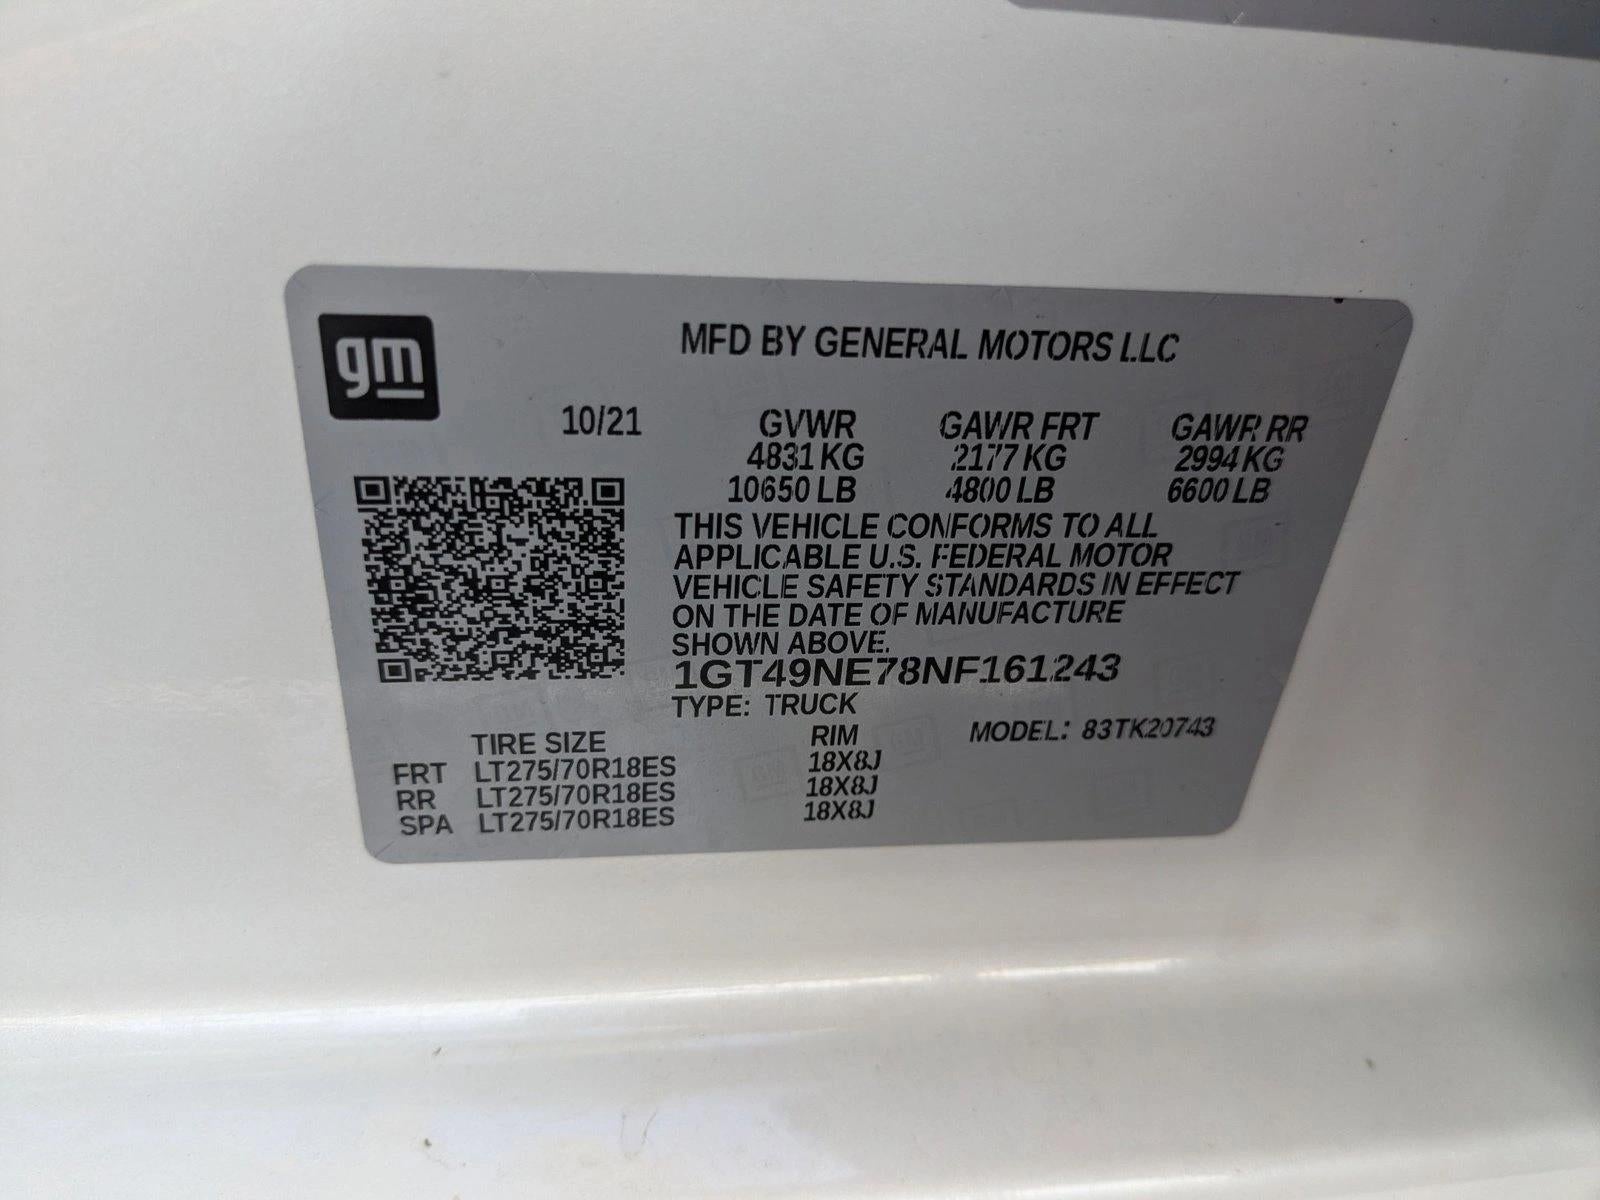 gm
MFD BY GENERAL MOTORS LLC
10/21 GVWR GAWR FRT GAWR RR
4831 KG 2177 KG 2994 KG
10650 LB 4800 LB 6600 LB
THIS VEHICLE CONFORMS TO ALL
APPLICABLE U.S. FEDERAL MOTOR
VEHICLE SAFETY STANDARDS IN EFFECT
ON THE DATE OF MANUFACTURE
SHOWN ABOVE.
1GT49NE78NF161243
TYPE: TRUCK
TIRE SIZE RIM MODEL: 83TK20743
FRT LT275/70R18ES 18X8J
RR LT275/70R18ES 18X8J
SPA LT275/70R18ES 18X8J